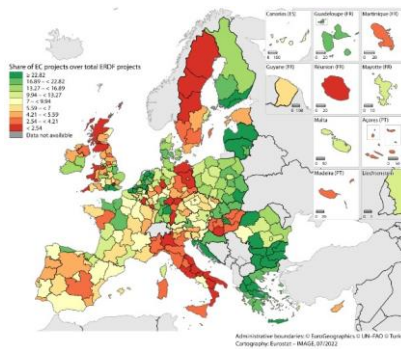 Share of EC projects over total ERDF projects
≥ 22.82
16.89 - < 22.82
13.27 - < 16.89
9.94 - < 13.27
7 - < 9.94
5.59 - < 7
4.21 - < 5.59
2.54 - < 4.21
< 2.54
Data not available
Canarias (ES)
Guadeloupe (FR)
Martinique (FR)
Guyane (FR)
Réunion (FR)
Mayotte (FR)
Malta
Açores (PT)
Madeira (PT)
Liechtenstein
Administrative boundaries: © EuroGeographics © UN-FAO © Turk
Cartography: Eurostat - IMAGE, 07/2022